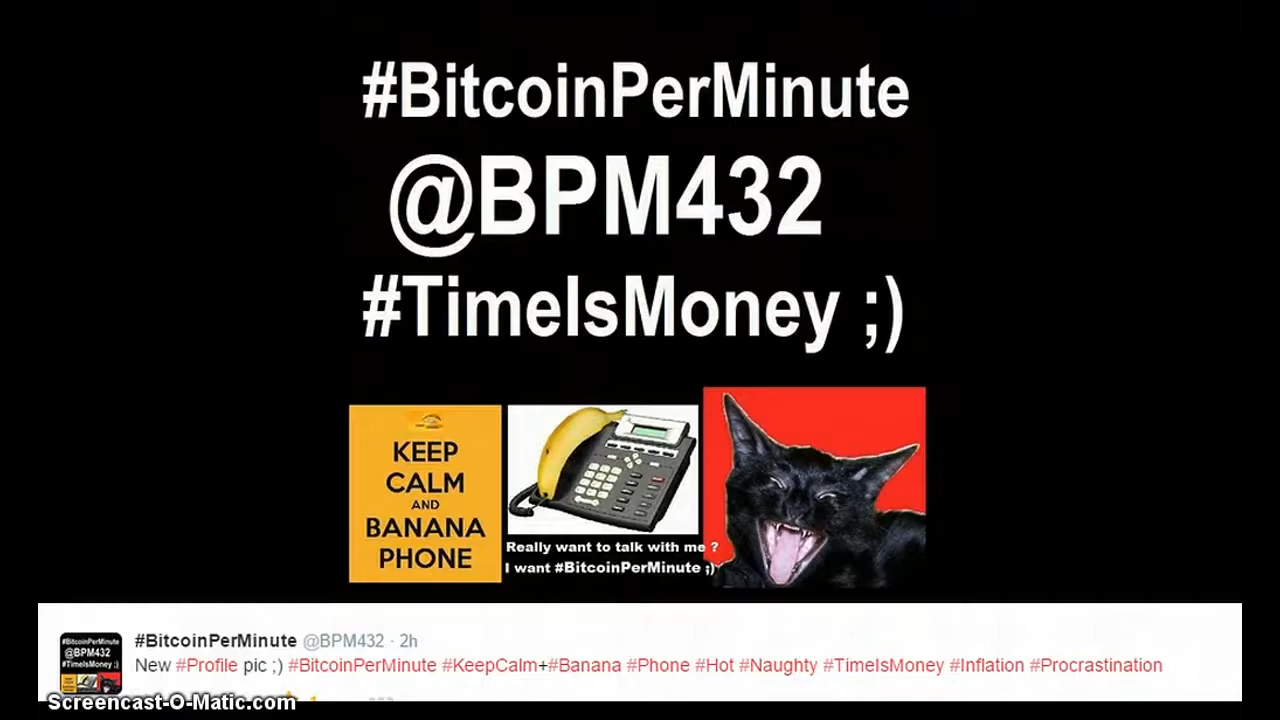 #BitcoinPerMinute
@BPM432
#TimeIsMoney ;)
KEEP
CALM
AND
BANANA
PHONE
Really want to talk with me ?
I want #BitcoinPerMinute ;)
#BitcoinPerMinute @BPM432 · 2h
New #Profile pic ;) #BitcoinPerMinute #KeepCalm+#Banana #Phone #Hot #Naughty #TimeIsMoney #Inflation #Procrastination
#BitcoinPerMinute
@BPM432
#TimeIsMoney ;)
Screencast-O-Matic.com